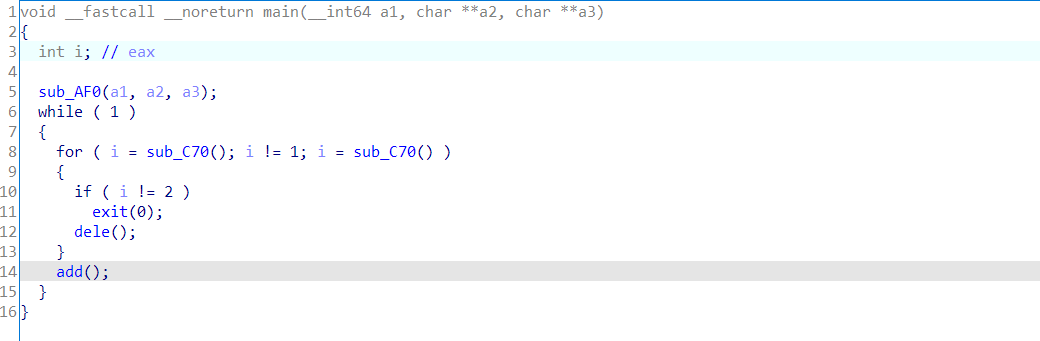 1 void __fastcall __noreturn main(__int64 a1, char **a2, char **a3)
2 {
3   int i; // eax
4
5   sub_AF0(a1, a2, a3);
6   while ( 1 )
7   {
8     for ( i = sub_C70(); i != 1; i = sub_C70() )
9     {
10       if ( i != 2 )
11         exit(0);
12       dele();
13     }
14     add();
15   }
16 }